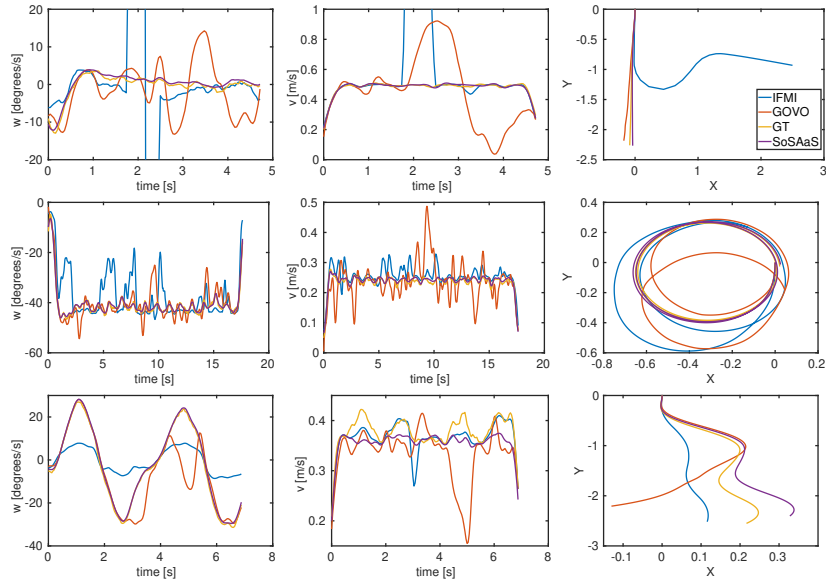 20
10
0
-10
-20
w [degrees/s]
0 1 2 3 4 5
time [s]
1
0.8
0.6
0.4
0.2
0
v [m/s]
0 1 2 3 4 5
time [s]
0
-0.5
-1
-1.5
-2
-2.5
Y
IFMI
GOVO
GT
SoSAaS
-1 0 1 2 3
X
0
-20
-40
-60
w [degrees/s]
0 5 10 15 20
time [s]
0.5
0.4
0.3
0.2
0.1
0
v [m/s]
0 5 10 15 20
time [s]
0.4
0.2
0
-0.2
-0.4
-0.6
Y
-0.8 -0.6 -0.4 -0.2 0 0.2
X
20
0
-20
-40
w [degrees/s]
0 2 4 6 8
time [s]
0.4
0.3
0.2
v [m/s]
0 2 4 6 8
time [s]
0
-1
-2
-3
Y
-0.1 0 0.1 0.2 0.3
X